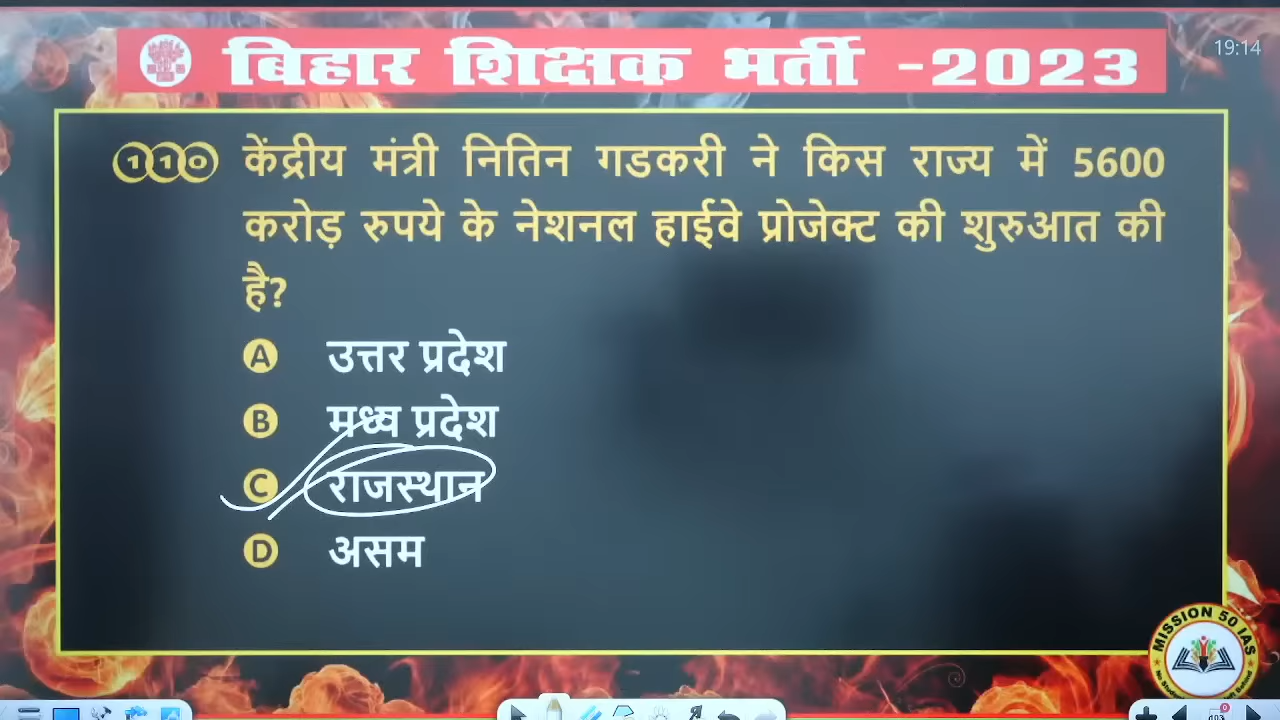 19:14
बिहार शिक्षक भर्ती -2023
110 केंद्रीय मंत्री नितिन गडकरी ने किस राज्य में 5600
करोड़ रुपये के नेशनल हाईवे प्रोजेक्ट की शुरुआत की
है?
A उत्तर प्रदेश
B मध्य प्रदेश
C राजस्थान
D असम
MISSION 50 IAS